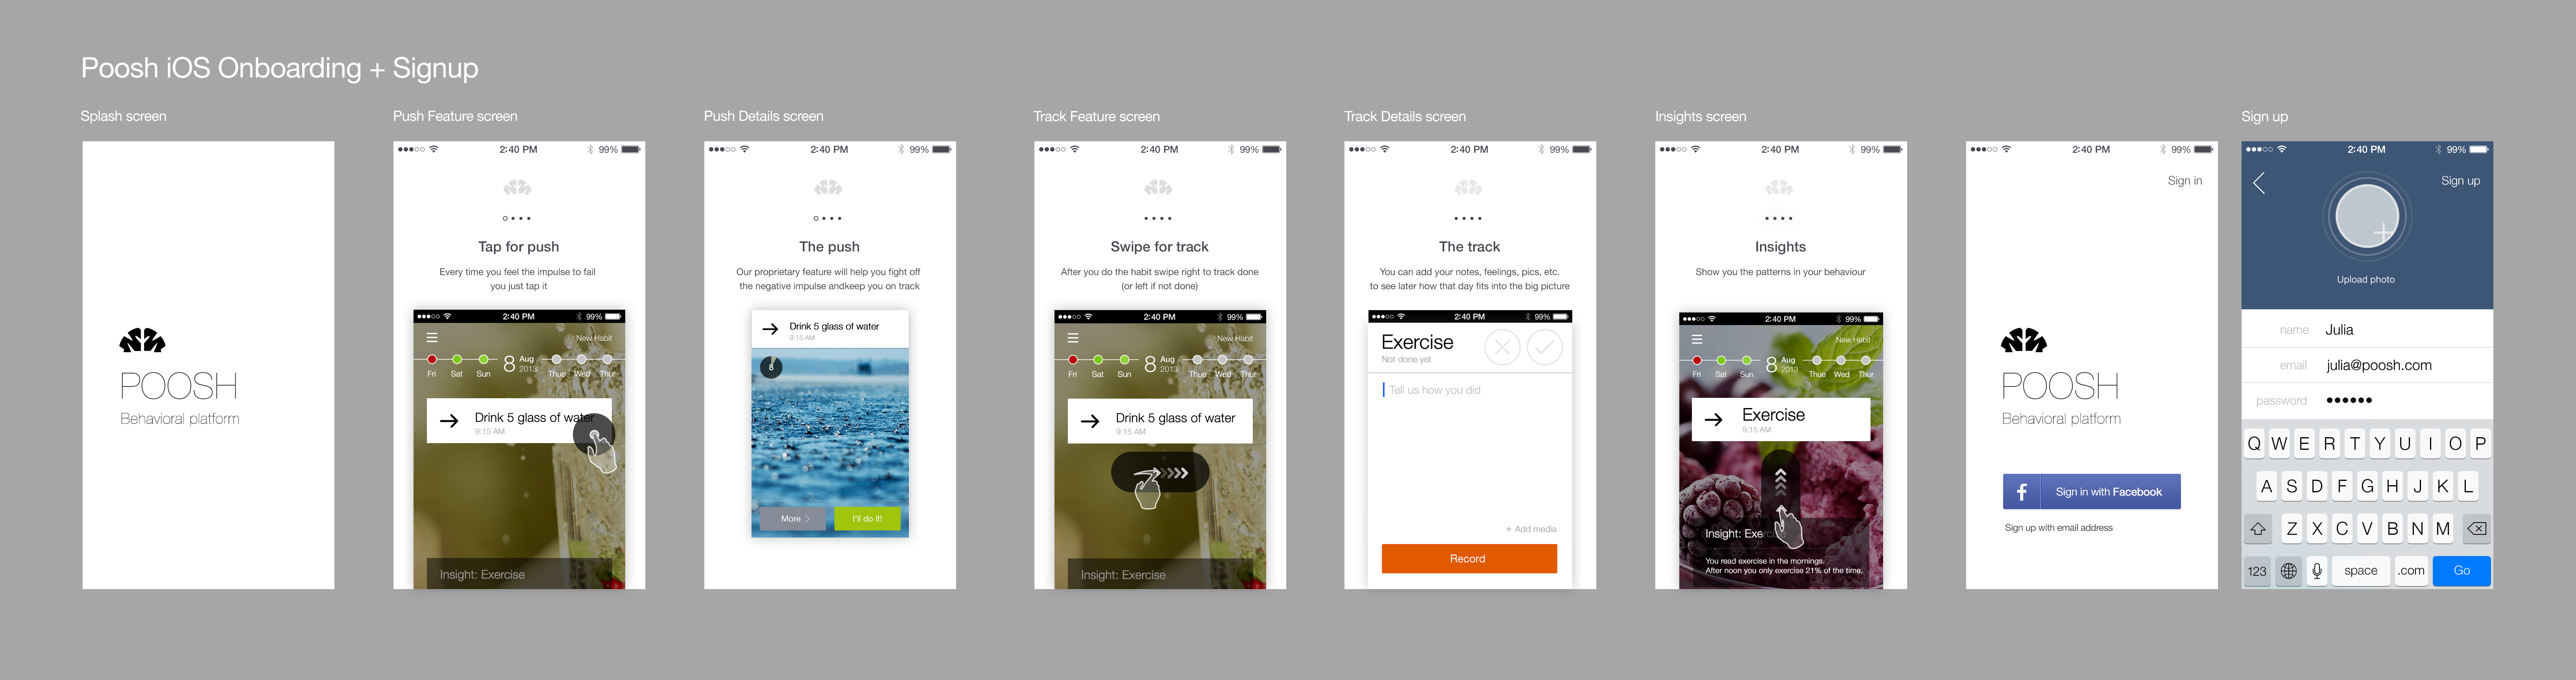 Poosh iOS Onboarding + Signup
Splash screen
POOSH
Behavioral platform
Push Feature screen
2:40 PM
99%
Tap for push
Every time you feel the impulse to fail
you just tap it
2:40 PM
99%
New Habit
Fri
Sat
Sun
8
Aug
2013
Thue
Wed
Thur
Drink 5 glass of water
9:15 AM
Insight: Exercise
Push Details screen
2:40 PM
99%
The push
Our proprietary feature will help you fight off
the negative impulse andkeep you on track
Drink 5 glass of water
9:15 AM
8
More
I'll do it!
Track Feature screen
2:40 PM
99%
Swipe for track
After you do the habit swipe right to track done
(or left if not done)
2:40 PM
99%
New Habit
Fri
Sat
Sun
8
Aug
2013
Thue
Wed
Thur
Drink 5 glass of water
9:15 AM
Insight: Exercise
Track Details screen
2:40 PM
99%
The track
You can add your notes, feelings, pics, etc.
to see later how that day fits into the big picture
2:40 PM
99%
Exercise
Not done yet
Tell us how you did
+ Add media
Record
Insights screen
2:40 PM
99%
Insights
Show you the patterns in your behaviour
2:40 PM
99%
New Habit
Fri
Sat
Sun
8
Aug
2013
Thue
Wed
Thur
Exercise
9:15 AM
Insight: Exercise
You read exercise in the mornings.
After noon you only exercise 21% of the time.
2:40 PM
99%
Sign in
POOSH
Behavioral platform
f
Sign in with Facebook
Sign up with email address
Sign up
2:40 PM
99%
Sign up
Upload photo
name Julia
email julia@poosh.com
password
Q W E R T Y U I O P
A S D F G H J K L
Z X C V B N M
123 space .com Go